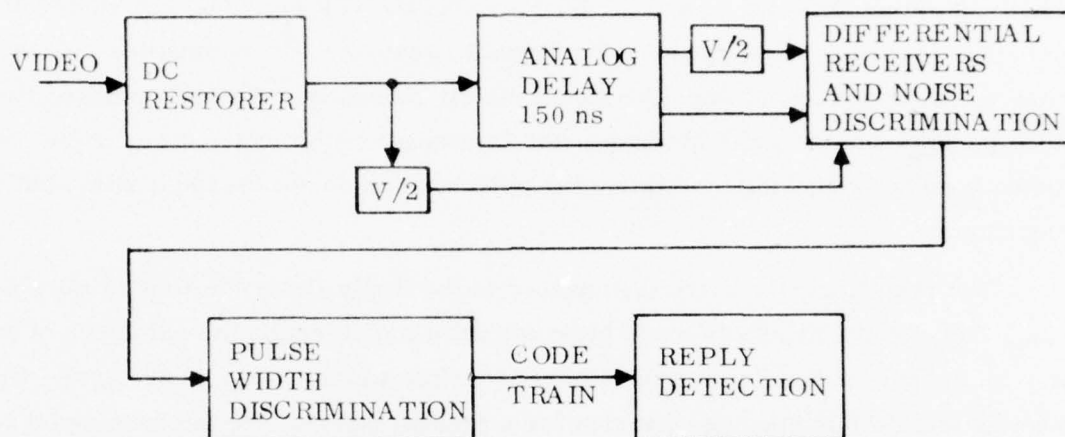 VIDEO
DC
RESTORER
V/2
ANALOG
DELAY
150 ns
V/2
DIFFERENTIAL
RECEIVERS
AND NOISE
DISCRIMINATION
PULSE
WIDTH
DISCRIMINATION
CODE
TRAIN
REPLY
DETECTION